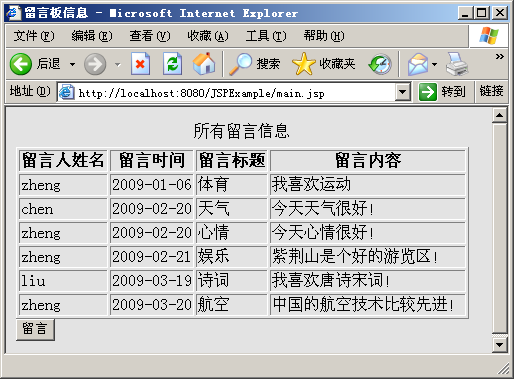 留言板信息 - Microsoft Internet Explorer
文件(F) 编辑(E) 查看(V) 收藏(A) 工具(T) 帮助(H)
后退 搜索 收藏夹 »
地址(D) http://localhost:8080/JSPExample/main.jsp 转到 链接
所有留言信息
留言人姓名 留言时间 留言标题 留言内容
zheng 2009-01-06 体育 我喜欢运动
chen 2009-02-20 天气 今天天气很好!
zheng 2009-02-20 心情 今天心情很好!
zheng 2009-02-21 娱乐 紫荆山是个好的游览区!
liu 2009-03-19 诗词 我喜欢唐诗宋词!
zheng 2009-03-20 航空 中国的航空技术比较先进!
留言